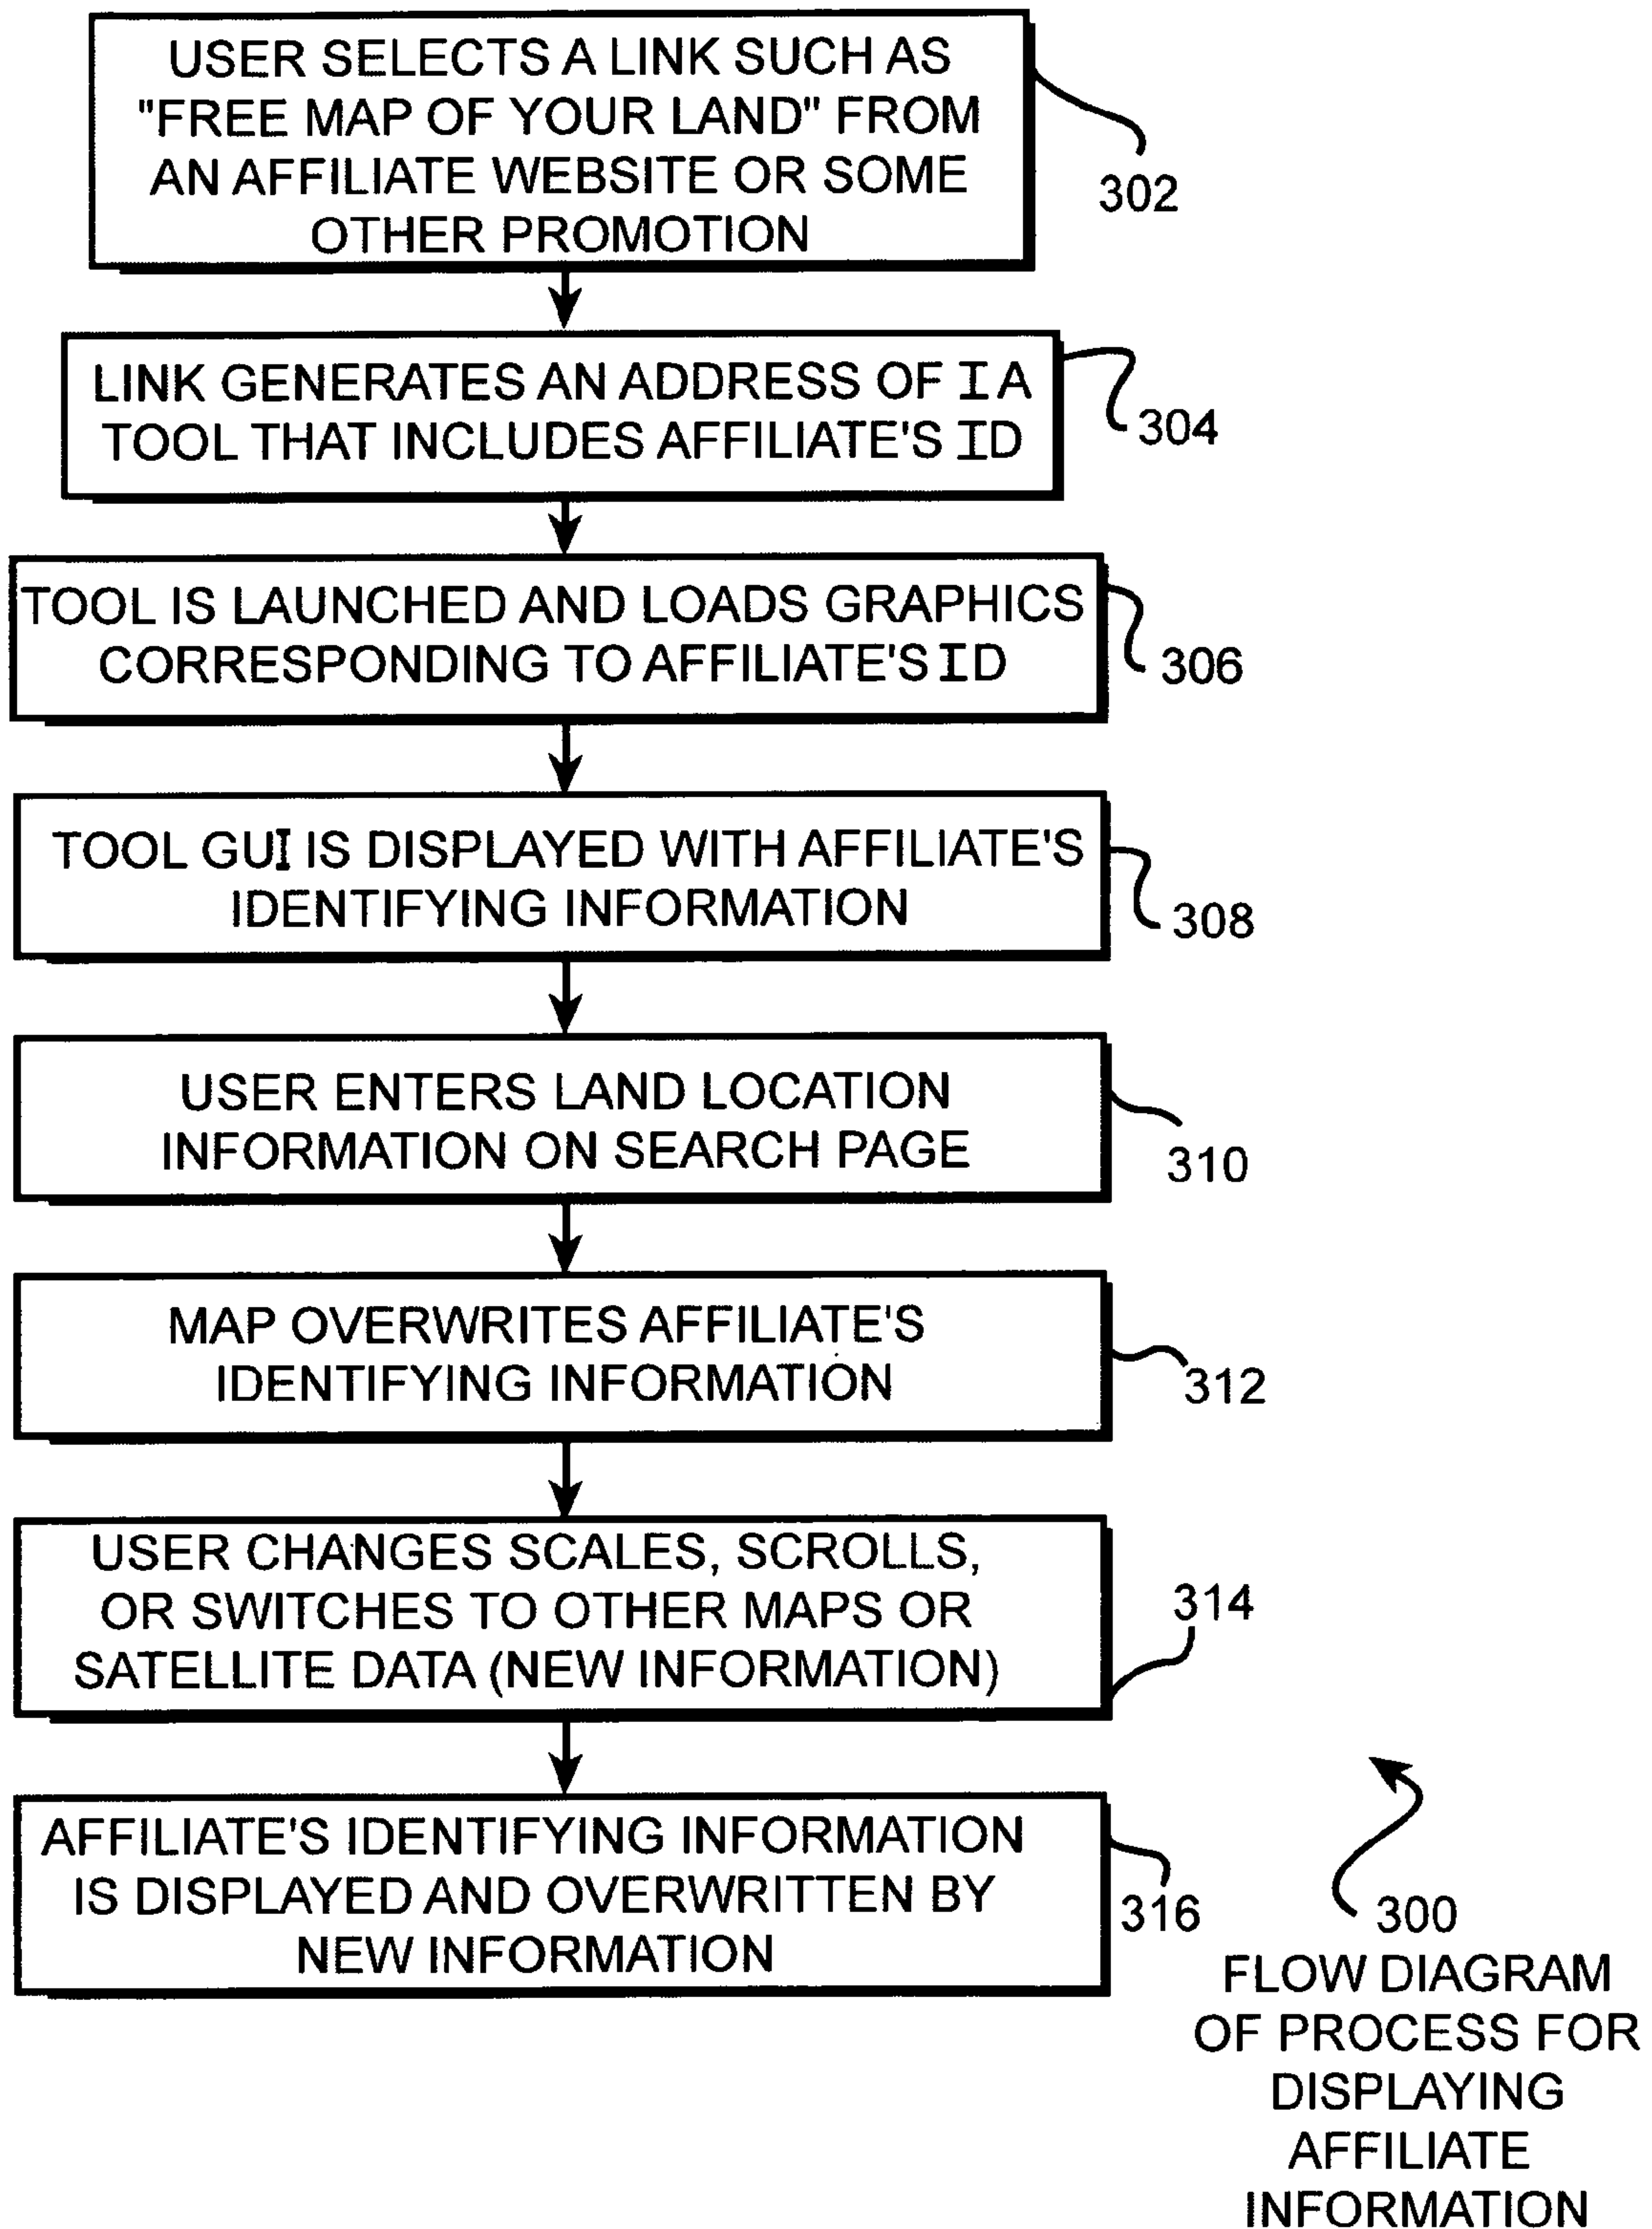 USER SELECTS A LINK SUCH AS
"FREE MAP OF YOUR LAND" FROM
AN AFFILIATE WEBSITE OR SOME
OTHER PROMOTION
302
LINK GENERATES AN ADDRESS OF IA
TOOL THAT INCLUDES AFFILIATE'S ID
304
TOOL IS LAUNCHED AND LOADS GRAPHICS
CORRESPONDING TO AFFILIATE'S ID
306
TOOL GUI IS DISPLAYED WITH AFFILIATE'S
IDENTIFYING INFORMATION
308
USER ENTERS LAND LOCATION
INFORMATION ON SEARCH PAGE
310
MAP OVERWRITES AFFILIATE'S
IDENTIFYING INFORMATION
312
USER CHANGES SCALES, SCROLLS,
OR SWITCHES TO OTHER MAPS OR
SATELLITE DATA (NEW INFORMATION)
314
AFFILIATE'S IDENTIFYING INFORMATION
IS DISPLAYED AND OVERWRITTEN BY
NEW INFORMATION
316
300
FLOW DIAGRAM
OF PROCESS FOR
DISPLAYING
AFFILIATE
INFORMATION